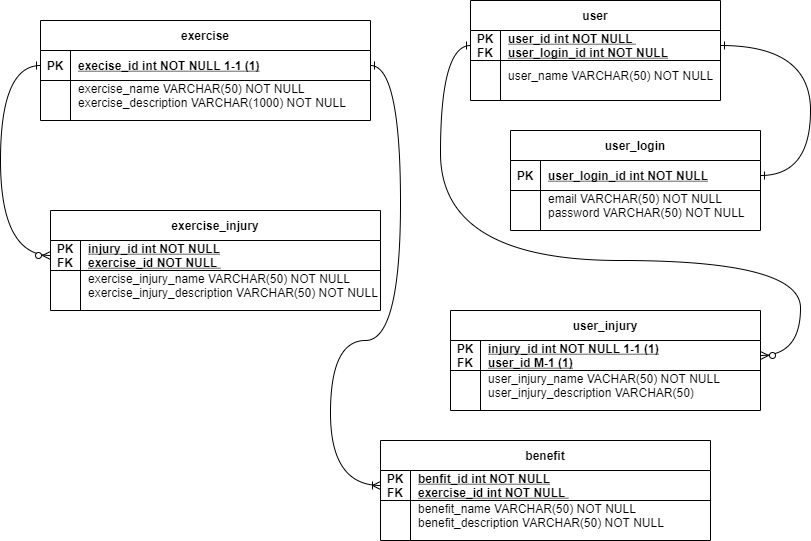 exercise
PK execise_id int NOT NULL 1-1 (1)
exercise_name VARCHAR(50) NOT NULL
exercise_description VARCHAR(1000) NOT NULL
user
PK user_id int NOT NULL
FK user_login_id int NOT NULL
user_name VARCHAR(50) NOT NULL
user_login
PK user_login_id int NOT NULL
email VARCHAR(50) NOT NULL
password VARCHAR(50) NOT NULL
exercise_injury
PK injury_id int NOT NULL
FK exercise_id NOT NULL
exercise_injury_name VARCHAR(50) NOT NULL
exercise_injury_description VARCHAR(50) NOT NULL
user_injury
PK injury_id int NOT NULL 1-1 (1)
FK user_id M-1 (1)
user_injury_name VACHAR(50) NOT NULL
user_injury_description VARCHAR(50)
benefit
PK benfit_id int NOT NULL
FK exercise_id int NOT NULL
benefit_name VARCHAR(50) NOT NULL
benefit_description VARCHAR(50) NOT NULL